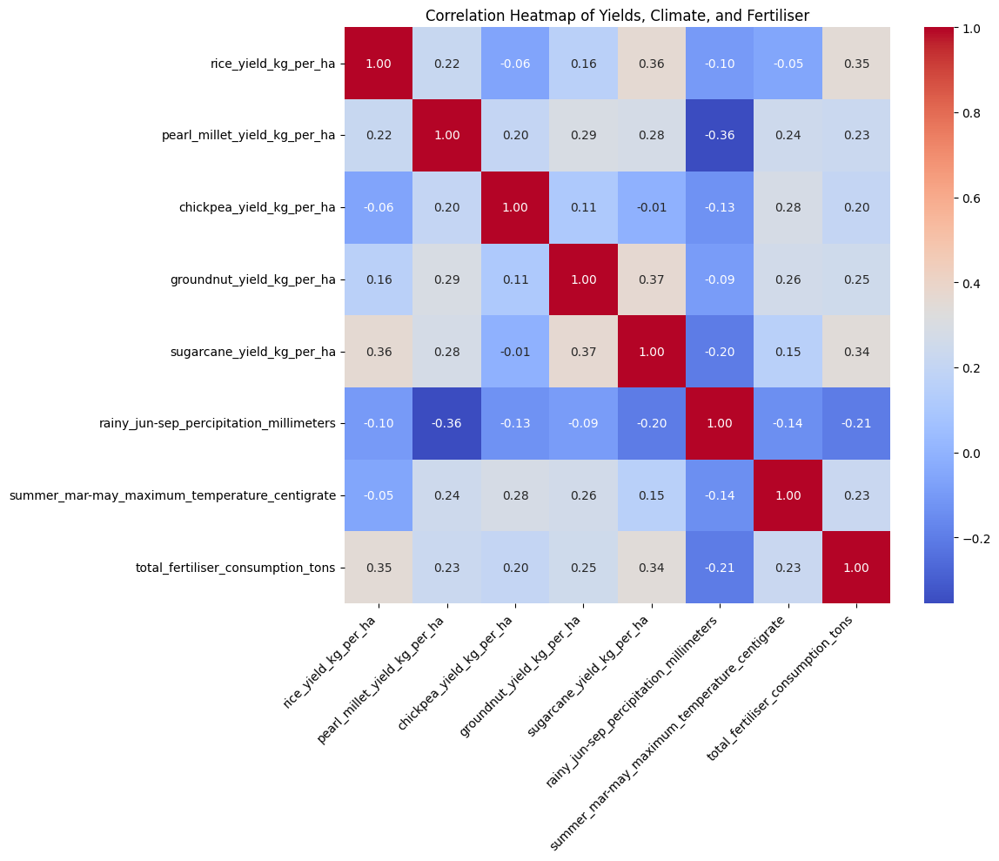 Correlation Heatmap of Yields, Climate, and Fertiliser
rice_yield_kg_per_ha 1.00 0.22 -0.06 0.16 0.36 -0.10 -0.05 0.35
pearl_millet_yield_kg_per_ha 0.22 1.00 0.20 0.29 0.28 -0.36 0.24 0.23
chickpea_yield_kg_per_ha -0.06 0.20 1.00 0.11 -0.01 -0.13 0.28 0.20
groundnut_yield_kg_per_ha 0.16 0.29 0.11 1.00 0.37 -0.09 0.26 0.25
sugarcane_yield_kg_per_ha 0.36 0.28 -0.01 0.37 1.00 -0.20 0.15 0.34
rainy_jun-sep_percipitation_millimeters -0.10 -0.36 -0.13 -0.09 -0.20 1.00 -0.14 -0.21
summer_mar-may_maximum_temperature_centigrate -0.05 0.24 0.28 0.26 0.15 -0.14 1.00 0.23
total_fertiliser_consumption_tons 0.35 0.23 0.20 0.25 0.34 -0.21 0.23 1.00
rice_yield_kg_per_ha
pearl_millet_yield_kg_per_ha
chickpea_yield_kg_per_ha
groundnut_yield_kg_per_ha
sugarcane_yield_kg_per_ha
rainy_jun-sep_percipitation_millimeters
summer_mar-may_maximum_temperature_centigrate
total_fertiliser_consumption_tons
1.0
0.8
0.6
0.4
0.2
0.0
−0.2